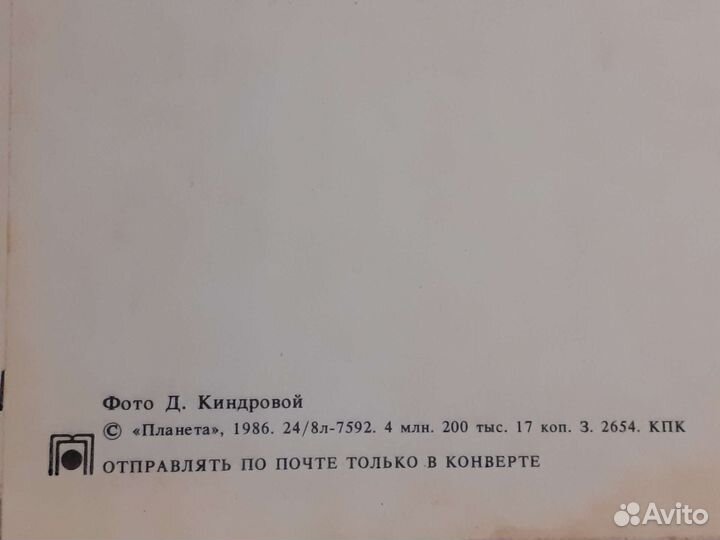 Фото Д. Киндровой
© «Планета», 1986. 24/8л-7592. 4 млн. 200 тыс. 17 коп. З. 2654. КПК
ОТПРАВЛЯТЬ ПО ПОЧТЕ ТОЛЬКО В КОНВЕРТЕ
Avito